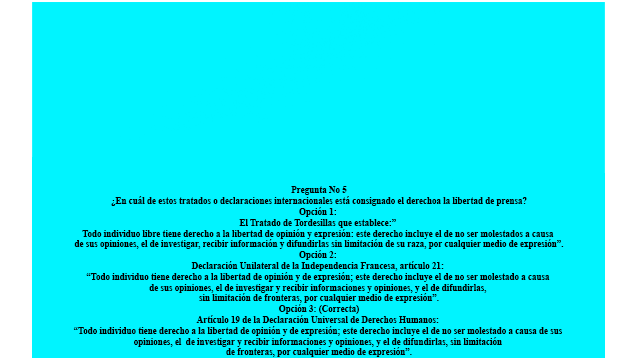 Pregunta No 5
¿En cuál de estos tratados o declaraciones internacionales está consignado el derechoa la libertad de prensa?
Opción 1:
El Tratado de Tordesillas que establece:”
Todo individuo libre tiene derecho a la libertad de opinión y expresión: este derecho incluye el de no ser molestados a causa
de sus opiniones, el de investigar, recibir información y difundirlas sin limitación de su raza, por cualquier medio de expresión”.
Opción 2:
Declaración Unilateral de la Independencia Francesa, artículo 21:
“Todo individuo tiene derecho a la libertad de opinión y de expresión; este derecho incluye el de no ser molestado a causa
de sus opiniones, el de investigar y recibir informaciones y opiniones, y el de difundirlas,
sin limitación de fronteras, por cualquier medio de expresión”.
Opción 3: (Correcta)
Artículo 19 de la Declaración Universal de Derechos Humanos:
“Todo individuo tiene derecho a la libertad de opinión y de expresión; este derecho incluye el de no ser molestado a causa de sus
opiniones, el de investigar y recibir informaciones y opiniones, y el de difundirlas, sin limitación
de fronteras, por cualquier medio de expresión”.